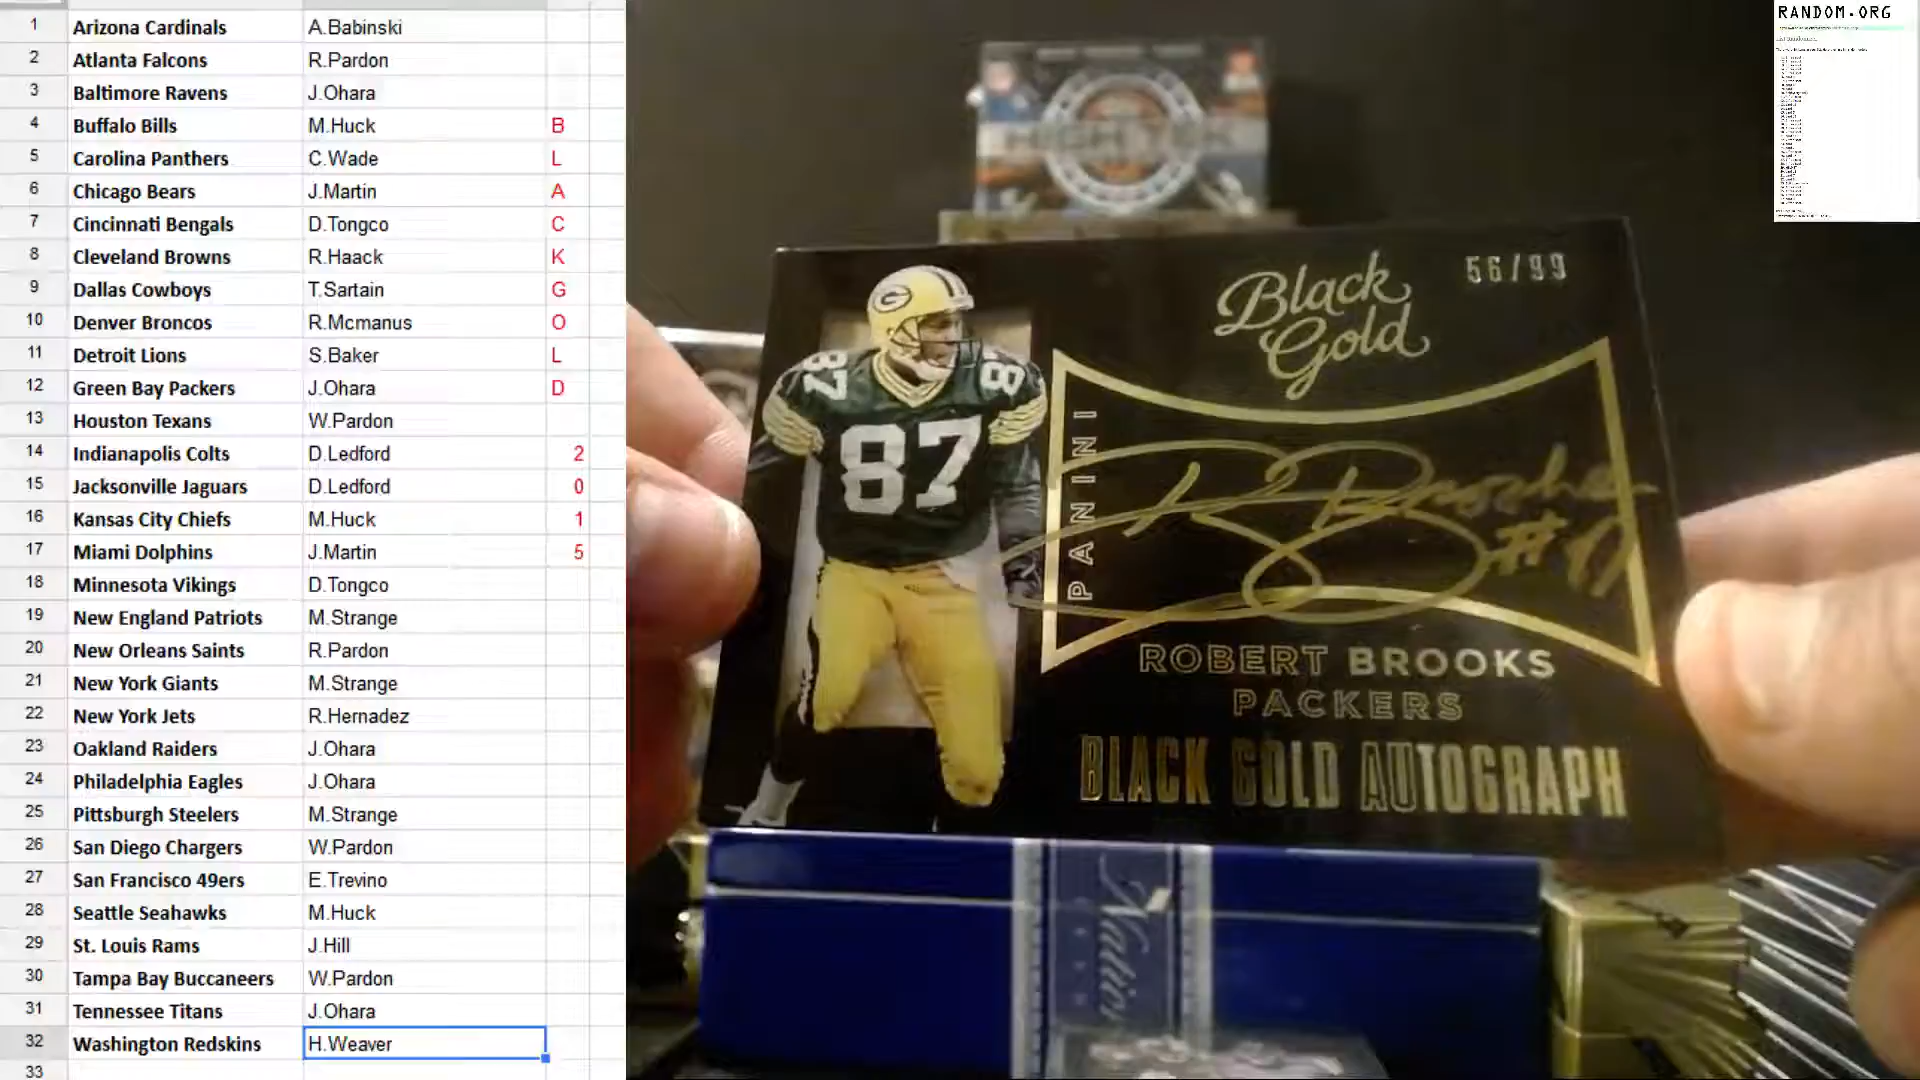 1 Arizona Cardinals A.Babinski
2 Atlanta Falcons R.Pardon
3 Baltimore Ravens J.Ohara
4 Buffalo Bills M.Huck B
5 Carolina Panthers C.Wade L
6 Chicago Bears J.Martin A
7 Cincinnati Bengals D.Tongco C
8 Cleveland Browns R.Haack K
9 Dallas Cowboys T.Sartain G
10 Denver Broncos R.Mcmanus O
11 Detroit Lions S.Baker L
12 Green Bay Packers J.Ohara D
13 Houston Texans W.Pardon
14 Indianapolis Colts D.Ledford 2
15 Jacksonville Jaguars D.Ledford 0
16 Kansas City Chiefs M.Huck 1
17 Miami Dolphins J.Martin 5
18 Minnesota Vikings D.Tongco
19 New England Patriots M.Strange
20 New Orleans Saints R.Pardon
21 New York Giants M.Strange
22 New York Jets R.Hernadez
23 Oakland Raiders J.Ohara
24 Philadelphia Eagles J.Ohara
25 Pittsburgh Steelers M.Strange
26 San Diego Chargers W.Pardon
27 San Francisco 49ers E.Trevino
28 Seattle Seahawks M.Huck
29 St. Louis Rams J.Hill
30 Tampa Bay Buccaneers W.Pardon
31 Tennessee Titans J.Ohara
32 Washington Redskins H.Weaver
33
RANDOM.ORG
56/99
Black
Gold
G
87
87
PANINI
ROBERT BROOKS
PACKERS
BLACK GOLD AUTOGRAPH